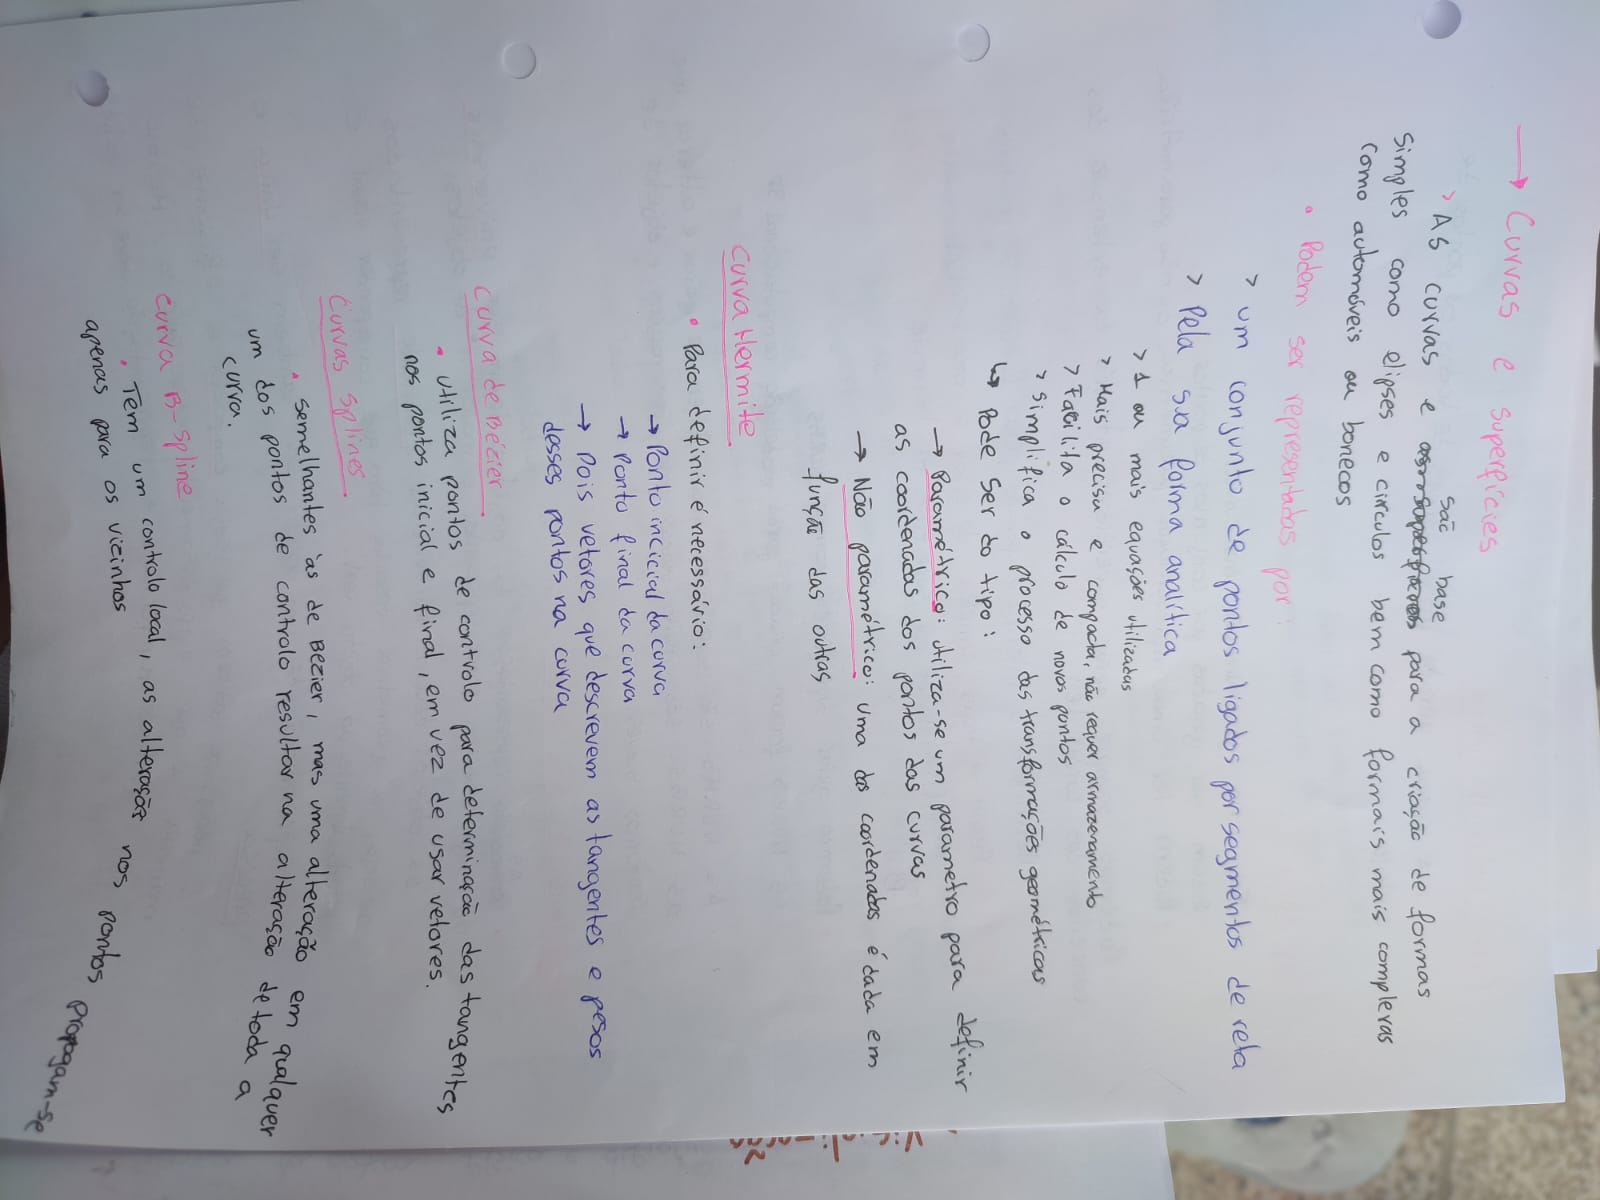 → Curvas e superfícies
> As curvas e são base para a criação de formas
simples como elipses e circulos bem como formais mais complexas
como automóveis ou bonecos
• Podem ser representadas por:
> um conjunto de pontos ligados por segmentos de reta
> Pela sua forma analítica
> 1 ou mais equações utilizadas
> Mais precisa e compacta, não requer armazenamento
> Facilita o cálculo de novos pontos
> Simplifica o processo das transformações geométricas
↳ Pode ser do tipo:
→ Paramétrico: utiliza-se um parametro para definir
as coordenadas dos pontos das curvas
→ Não paramétrico: uma das coordenadas é dada em
função das outras
Visualização
Curva Hermite
• Para definir é necessário:
→ Ponto incicial da curva
→ Ponto final da curva
→ Dois vetores que descrevem as tangentes e pesos
desses pontos na curva
Curva de Bézier
• utiliza pontos de controlo para determinação das tangentes
nos pontos inicial e final, em vez de usar vetores.
Curvas Splines
• semelhantes às de Bezier, mas uma alteração em qualquer
um dos pontos de controlo resultar na alteração de toda a
curva.
Curva B-Spline
• Tem um controlo local, as alteração nos pontos propagam-se
apenas para os vicinhos